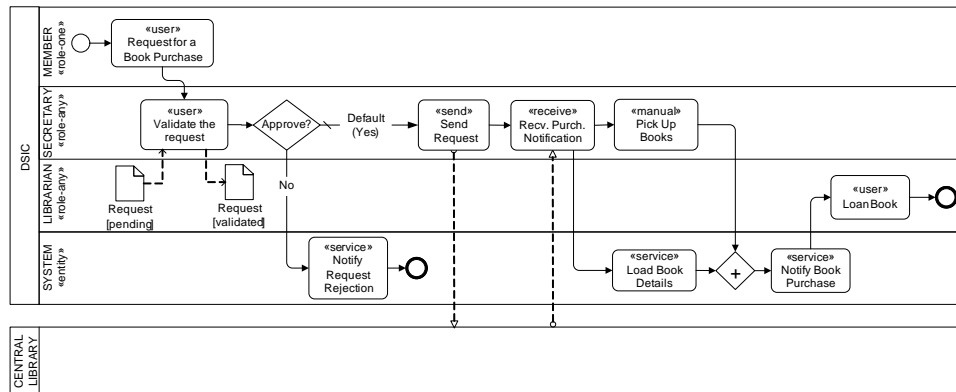 DSIC
MEMBER
«role-one»
«user»
Request for a
Book Purchase
SECRETARY
«role-any»
«user»
Validate the
request
Approve?
Default
(Yes)
«send»
Send
Request
«receive»
Recv. Purch.
Notification
«manual»
Pick Up
Books
LIBRARIAN
«role-any»
Request
[pending]
Request
[validated]
No
«user»
Loan Book
SYSTEM
«entity»
«service»
Notify
Request
Rejection
«service»
Load Book
Details
+
«service»
Notify Book
Purchase
CENTRAL
LIBRARY